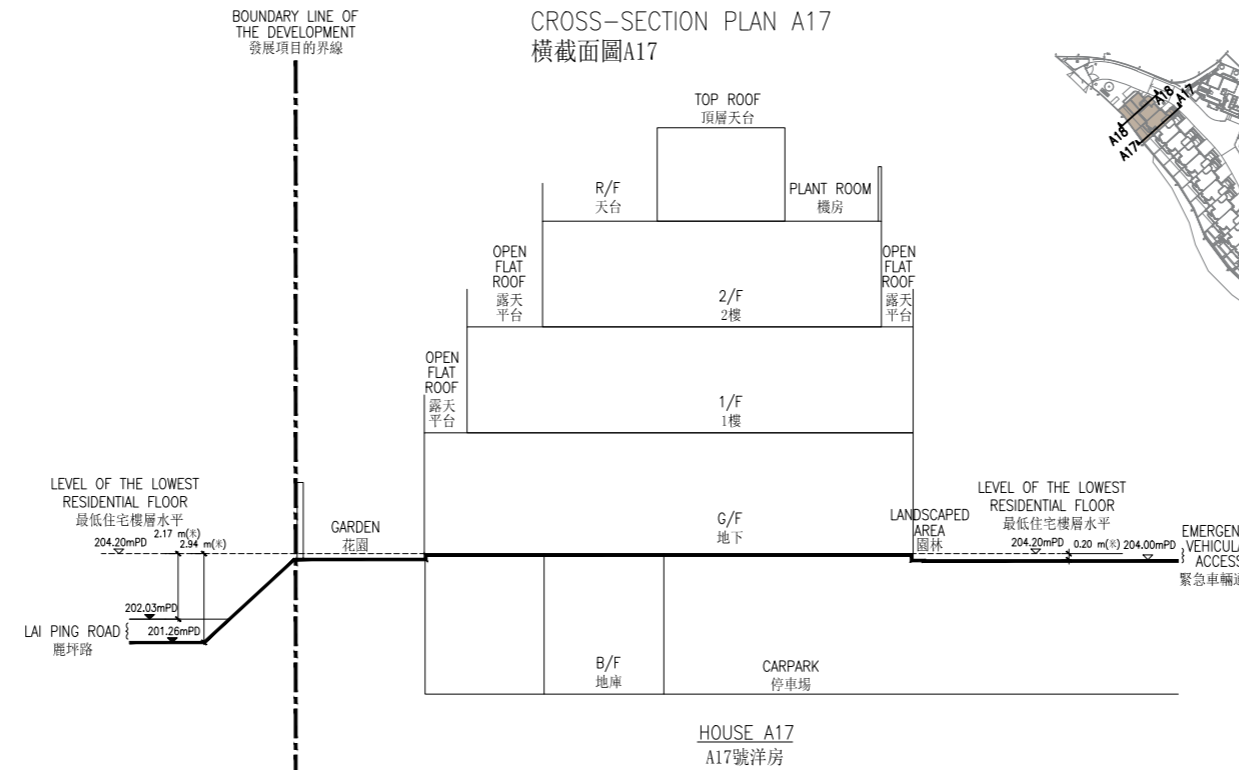 BOUNDARY LINE OF
THE DEVELOPMENT
發展項目的界線
CROSS-SECTION PLAN A17
橫截面圖A17
A18
A17
A18
A17
TOP ROOF
頂層天台
R/F
天台
PLANT ROOM
機房
OPEN
FLAT
ROOF
露天
平台
2/F
2樓
OPEN
FLAT
ROOF
露天
平台
OPEN
FLAT
ROOF
露天
平台
1/F
1樓
LEVEL OF THE LOWEST
RESIDENTIAL FLOOR
最低住宅樓層水平
204.20mPD
2.17 m(米)
2.94 m(米)
GARDEN
花園
G/F
地下
LANDSCAPED
AREA
園林
LEVEL OF THE LOWEST
RESIDENTIAL FLOOR
最低住宅樓層水平
204.20mPD 0.20 m(米) 204.00mPD
EMERGEN
VEHICULA
ACCESS
緊急車輛通
202.03mPD
LAI PING ROAD
麗坪路
201.26mPD
B/F
地庫
CARPARK
停車場
HOUSE A17
A17號洋房